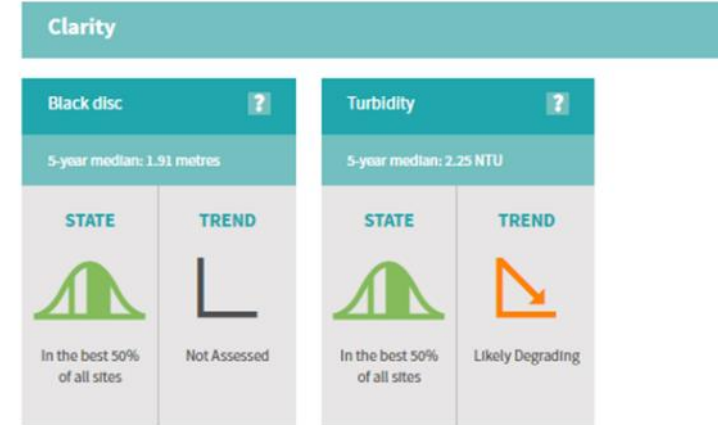 Clarity
Black disc ?
5-year median: 1.91 metres
STATE
In the best 50%
of all sites
TREND
Not Assessed
Turbidity ?
5-year median: 2.25 NTU
STATE
In the best 50%
of all sites
TREND
Likely Degrading